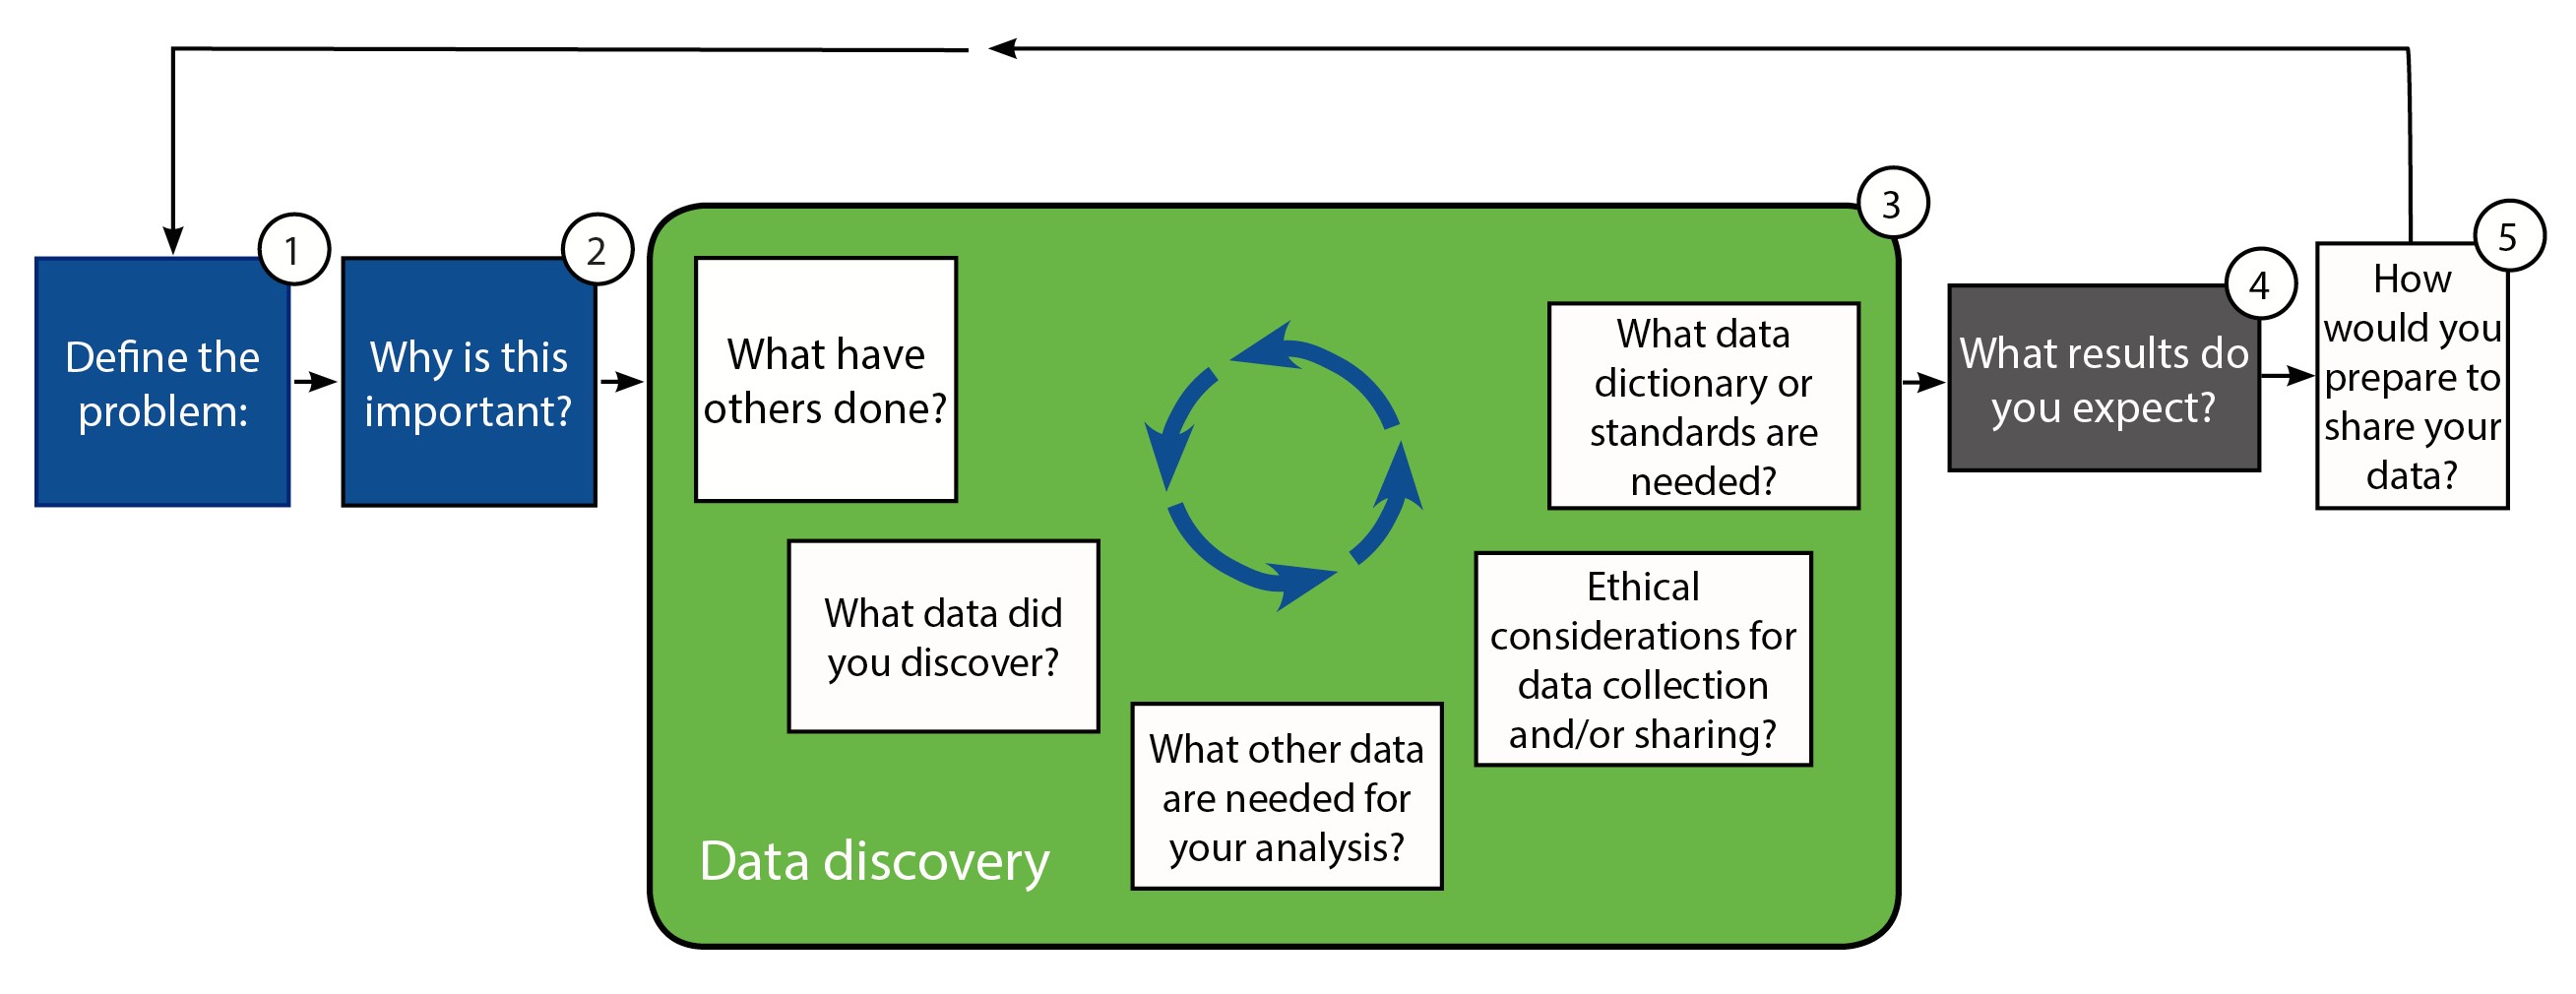 1
Define the
problem:
2
Why is this
important?
3
What have
others done?
What data did
you discover?
What other data
are needed for
your analysis?
Ethical
considerations for
data collection
and/or sharing?
What data
dictionary or
standards are
needed?
Data discovery
4
What results do
you expect?
5
How
would you
prepare to
share your
data?